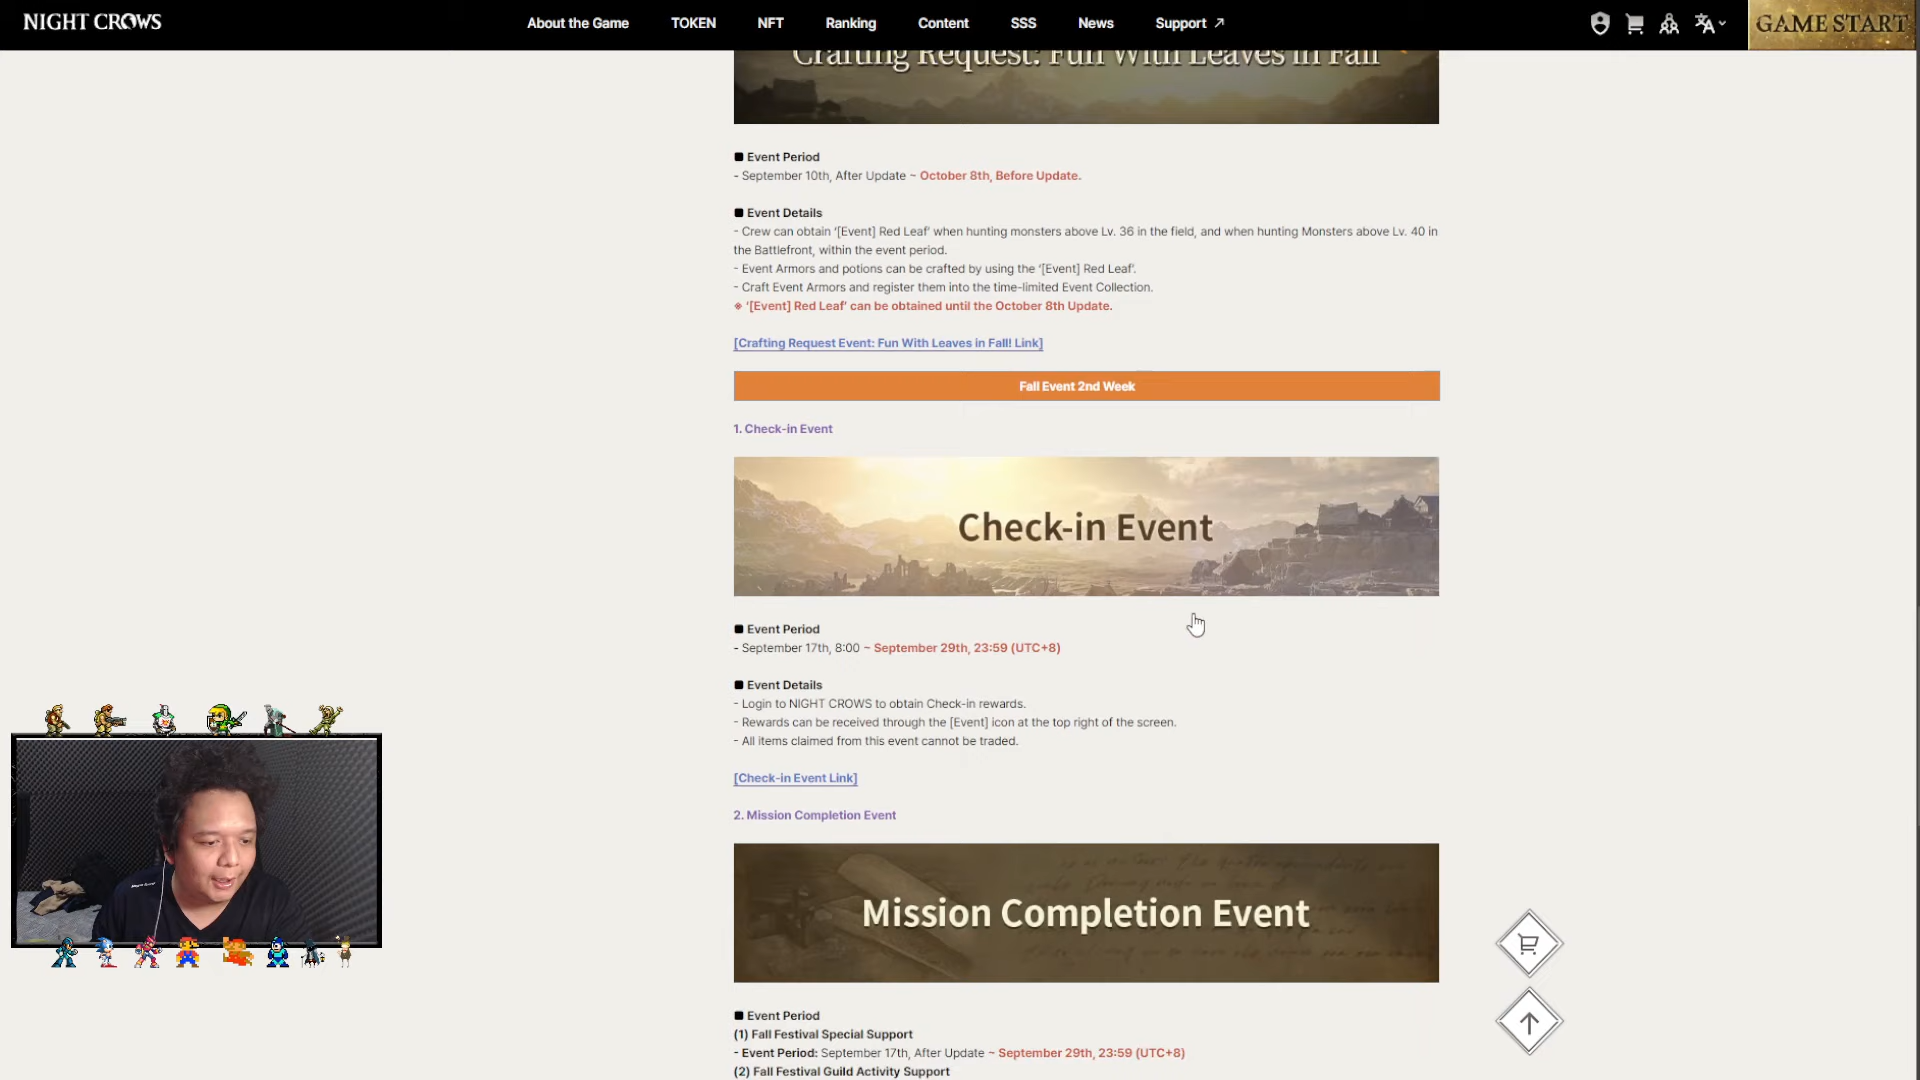 NIGHT CROWS
About the Game TOKEN NFT Ranking Content SSS News Support
GAME START
Crafting Request: Fun With Leaves in Fall
■ Event Period
- September 10th, After Update ~ October 8th, Before Update.
■ Event Details
- Crew can obtain '[Event] Red Leaf' when hunting monsters above Lv. 36 in the field, and when hunting Monsters above Lv. 40 in
the Battlefront, within the event period.
- Event Armors and potions can be crafted by using the '[Event] Red Leaf'.
- Craft Event Armors and register them into the time-limited Event Collection.
※ '[Event] Red Leaf' can be obtained until the October 8th Update.
[Crafting Request Event: Fun With Leaves in Fall! Link]
Fall Event 2nd Week
1. Check-in Event
Check-in Event
■ Event Period
- September 17th, 8:00 ~ September 29th, 23:59 (UTC+8)
■ Event Details
- Login to NIGHT CROWS to obtain Check-in rewards.
- Rewards can be received through the [Event] icon at the top right of the screen.
- All items claimed from this event cannot be traded.
[Check-in Event Link]
2. Mission Completion Event
Mission Completion Event
■ Event Period
(1) Fall Festival Special Support
- Event Period: September 17th, After Update ~ September 29th, 23:59 (UTC+8)
(2) Fall Festival Guild Activity Support